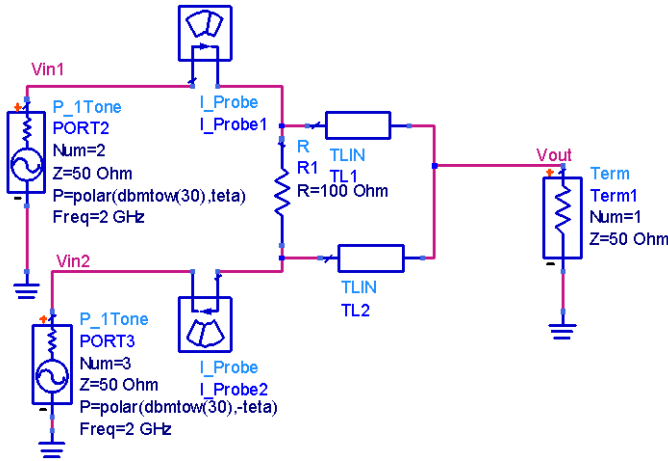 Vin1
I_Probe
I_Probe1
P_1Tone
PORT2
Num=2
Z=50 Ohm
P=polar(dbmtow(30),teta)
Freq=2 GHz
R
R1
R=100 Ohm
TLIN
TL1
Vout
Term
Term1
Num=1
Z=50 Ohm
Vin2
TLIN
TL2
P_1Tone
PORT3
Num=3
Z=50 Ohm
P=polar(dbmtow(30),-teta)
Freq=2 GHz
I_Probe
I_Probe2